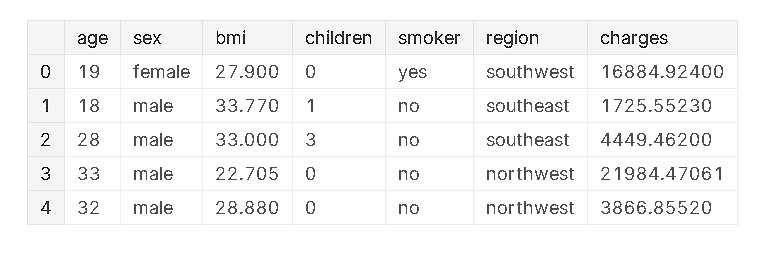 age sex bmi children smoker region charges
0 19 female 27.900 0 yes southwest 16884.92400
1 18 male 33.770 1 no southeast 1725.55230
2 28 male 33.000 3 no southeast 4449.46200
3 33 male 22.705 0 no northwest 21984.47061
4 32 male 28.880 0 no northwest 3866.85520